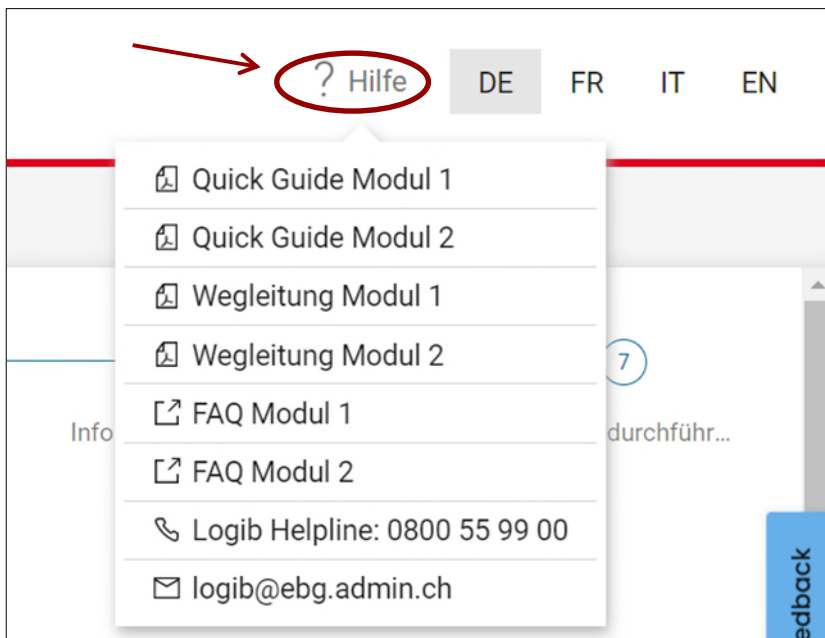 ? Hilfe DE FR IT EN
Quick Guide Modul 1
Quick Guide Modul 2
Wegleitung Modul 1
Wegleitung Modul 2
7
FAQ Modul 1
Info durchführ...
FAQ Modul 2
Logib Helpline: 0800 55 99 00
logib@ebg.admin.ch
edback